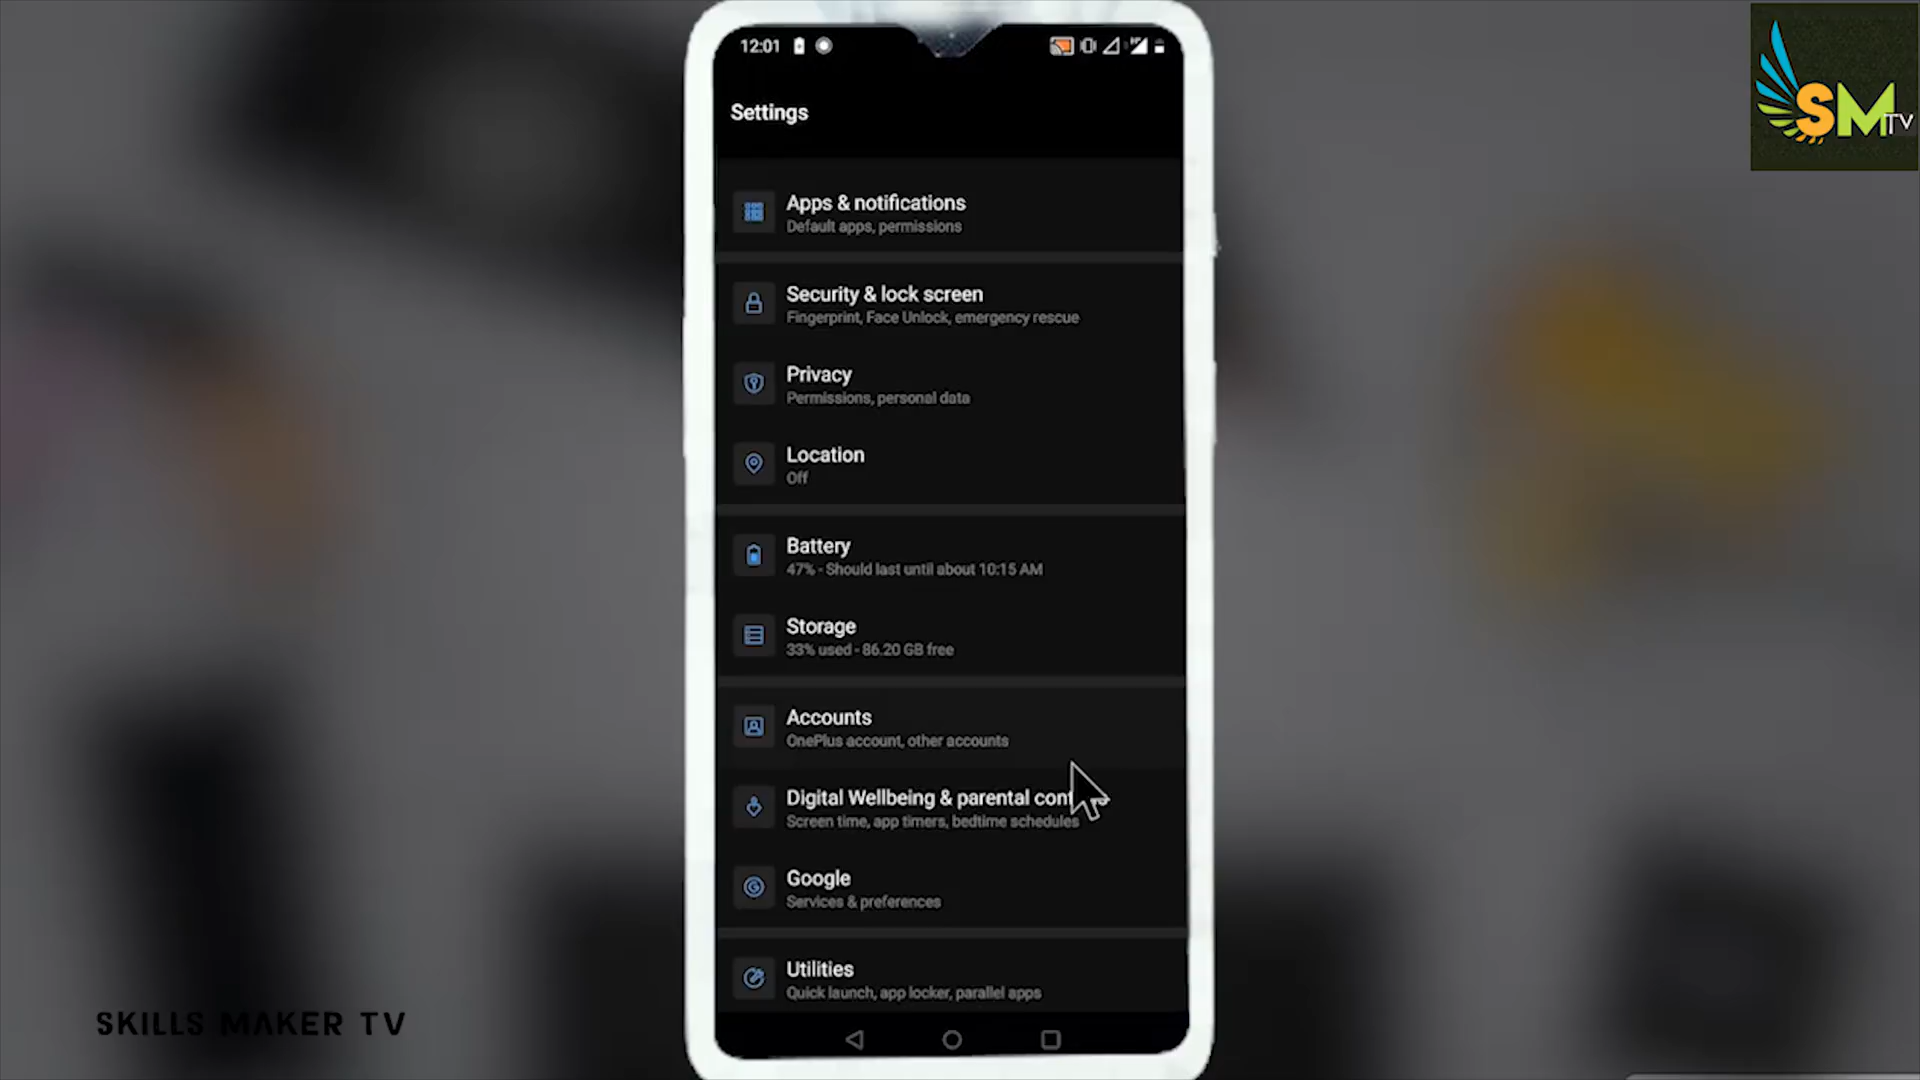 12:01
Settings
Apps & notifications
Default apps, permissions
Security & lock screen
Fingerprint, Face Unlock, emergency rescue
Privacy
Permissions, personal data
Location
Off
Battery
47% - Should last until about 10:15 AM
Storage
33% used - 86.20 GB free
Accounts
OnePlus account, other accounts
Digital Wellbeing & parental cont
Screen time, app timers, bedtime schedules
Google
Services & preferences
Utilities
Quick launch, app locker, parallel apps
SMTV
SKILLS MAKER TV